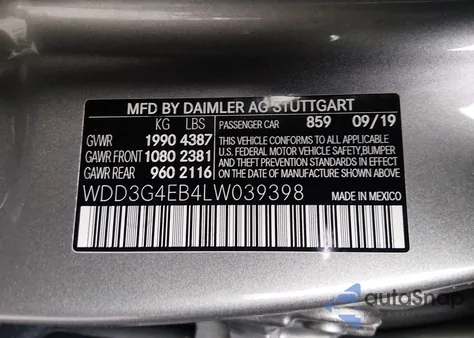 MFD BY DAIMLER AG STUTTGART
KG LBS
PASSENGER CAR 859 09/19
GVWR 1990 4387
GAWR FRONT 1080 2381
GAWR REAR 960 2116
THIS VEHICLE CONFORMS TO ALL APPLICABLE
U.S. FEDERAL MOTOR VEHICLE SAFETY,
BUMPER, AND THEFT PREVENTION STANDARDS
IN EFFECT ON THE DATE OF MANUFACTURE
SHOWN ABOVE.
WDD3G4EB4LW039398
MADE IN MEXICO
autoSnap